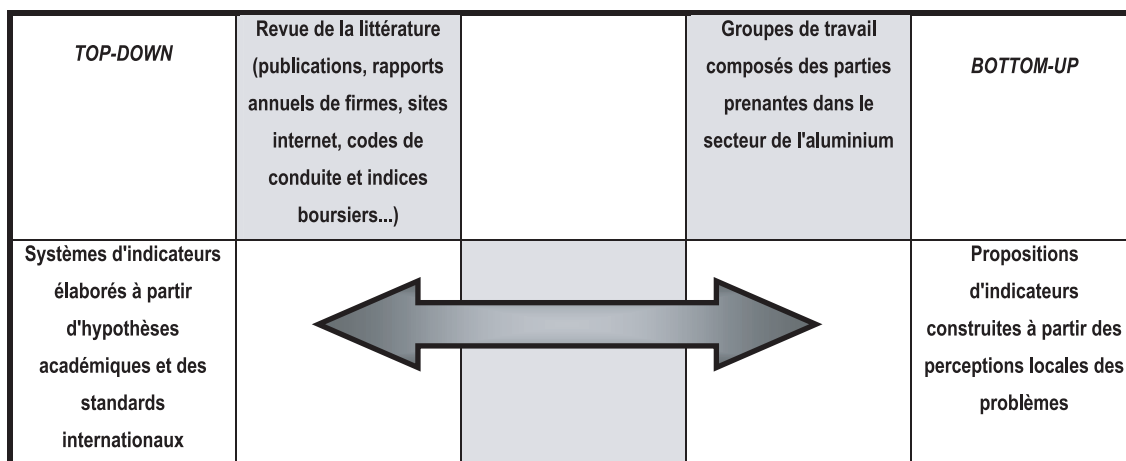 TOP-DOWN
Revue de la littérature
(publications, rapports
annuels de firmes, sites
internet, codes de
conduite et indices
boursiers...)
Groupes de travail
composés des parties
prenantes dans le
secteur de l'aluminium
BOTTOM-UP
Systèmes d'indicateurs
élaborés à partir
d'hypothèses
académiques et des
standards
internationaux
Propositions
d'indicateurs
construites à partir des
perceptions locales des
problèmes